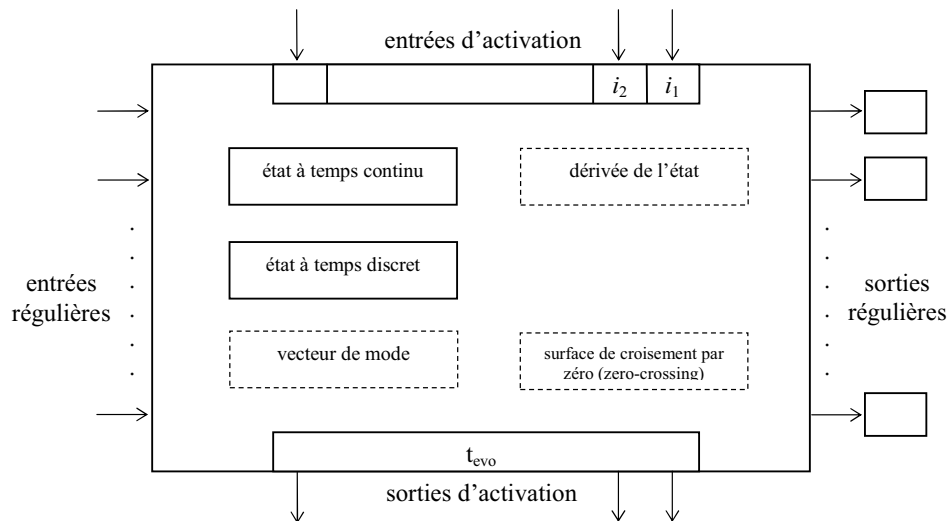 entrées d'activation
i₂ i₁
état à temps continu
dérivée de l'état
état à temps discret
entrées
régulières
sorties
régulières
vecteur de mode
surface de croisement par
zéro (zero-crossing)
tₑᵥₒ
sorties d'activation